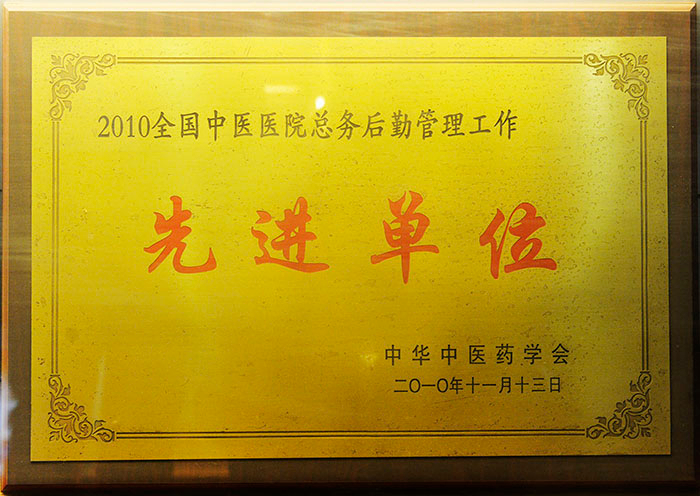 2010全国中医医院总务后勤管理工作
先进单位
中华中医药学会
二〇一〇年十一月十三日